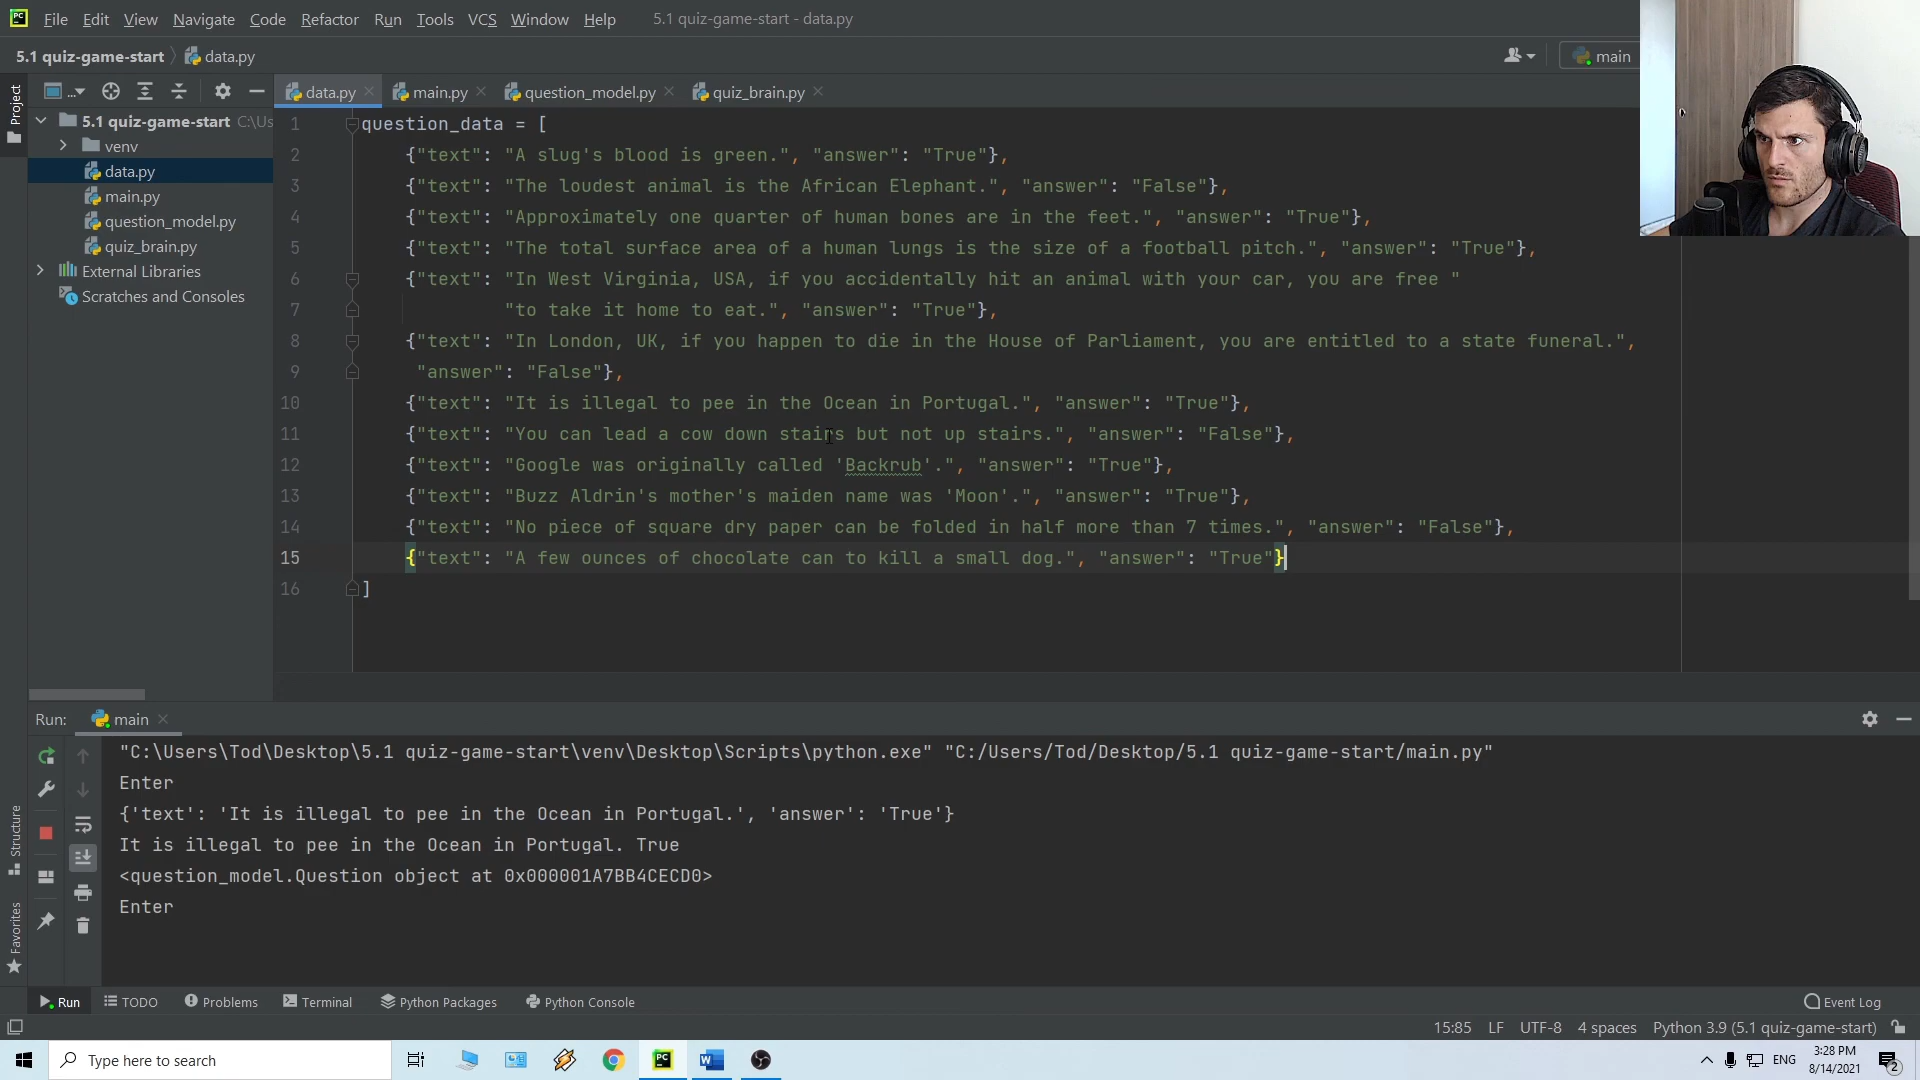 File Edit View Navigate Code Refactor Run Tools VCS Window Help 5.1 quiz-game-start - data.py
5.1 quiz-game-start data.py main
Project ... data.py main.py question_model.py quiz_brain.py
5.1 quiz-game-start C:\Us
venv
data.py
main.py
question_model.py
quiz_brain.py
External Libraries
Scratches and Consoles
1 question_data = [
2 {"text": "A slug's blood is green.", "answer": "True"},
3 {"text": "The loudest animal is the African Elephant.", "answer": "False"},
4 {"text": "Approximately one quarter of human bones are in the feet.", "answer": "True"},
5 {"text": "The total surface area of a human lungs is the size of a football pitch.", "answer": "True"},
6 {"text": "In West Virginia, USA, if you accidentally hit an animal with your car, you are free "
7 "to take it home to eat.", "answer": "True"},
8 {"text": "In London, UK, if you happen to die in the House of Parliament, you are entitled to a state funeral.",
9 "answer": "False"},
10 {"text": "It is illegal to pee in the Ocean in Portugal.", "answer": "True"},
11 {"text": "You can lead a cow down stairs but not up stairs.", "answer": "False"},
12 {"text": "Google was originally called 'Backrub'.", "answer": "True"},
13 {"text": "Buzz Aldrin's mother's maiden name was 'Moon'.", "answer": "True"},
14 {"text": "No piece of square dry paper can be folded in half more than 7 times.", "answer": "False"},
15 {"text": "A few ounces of chocolate can to kill a small dog.", "answer": "True"}
16 ]
Run: main
"C:\Users\Tod\Desktop\5.1 quiz-game-start\venv\Desktop\Scripts\python.exe" "C:/Users/Tod/Desktop/5.1 quiz-game-start/main.py"
Enter
{'text': 'It is illegal to pee in the Ocean in Portugal.', 'answer': 'True'}
It is illegal to pee in the Ocean in Portugal. True
<question_model.Question object at 0x000001A7BB4CECD0>
Enter
Structure
Favorites
Run TODO Problems Terminal Python Packages Python Console Event Log
15:85 LF UTF-8 4 spaces Python 3.9 (5.1 quiz-game-start)
Type here to search PC W ENG 3:28 PM
8/14/2021 2